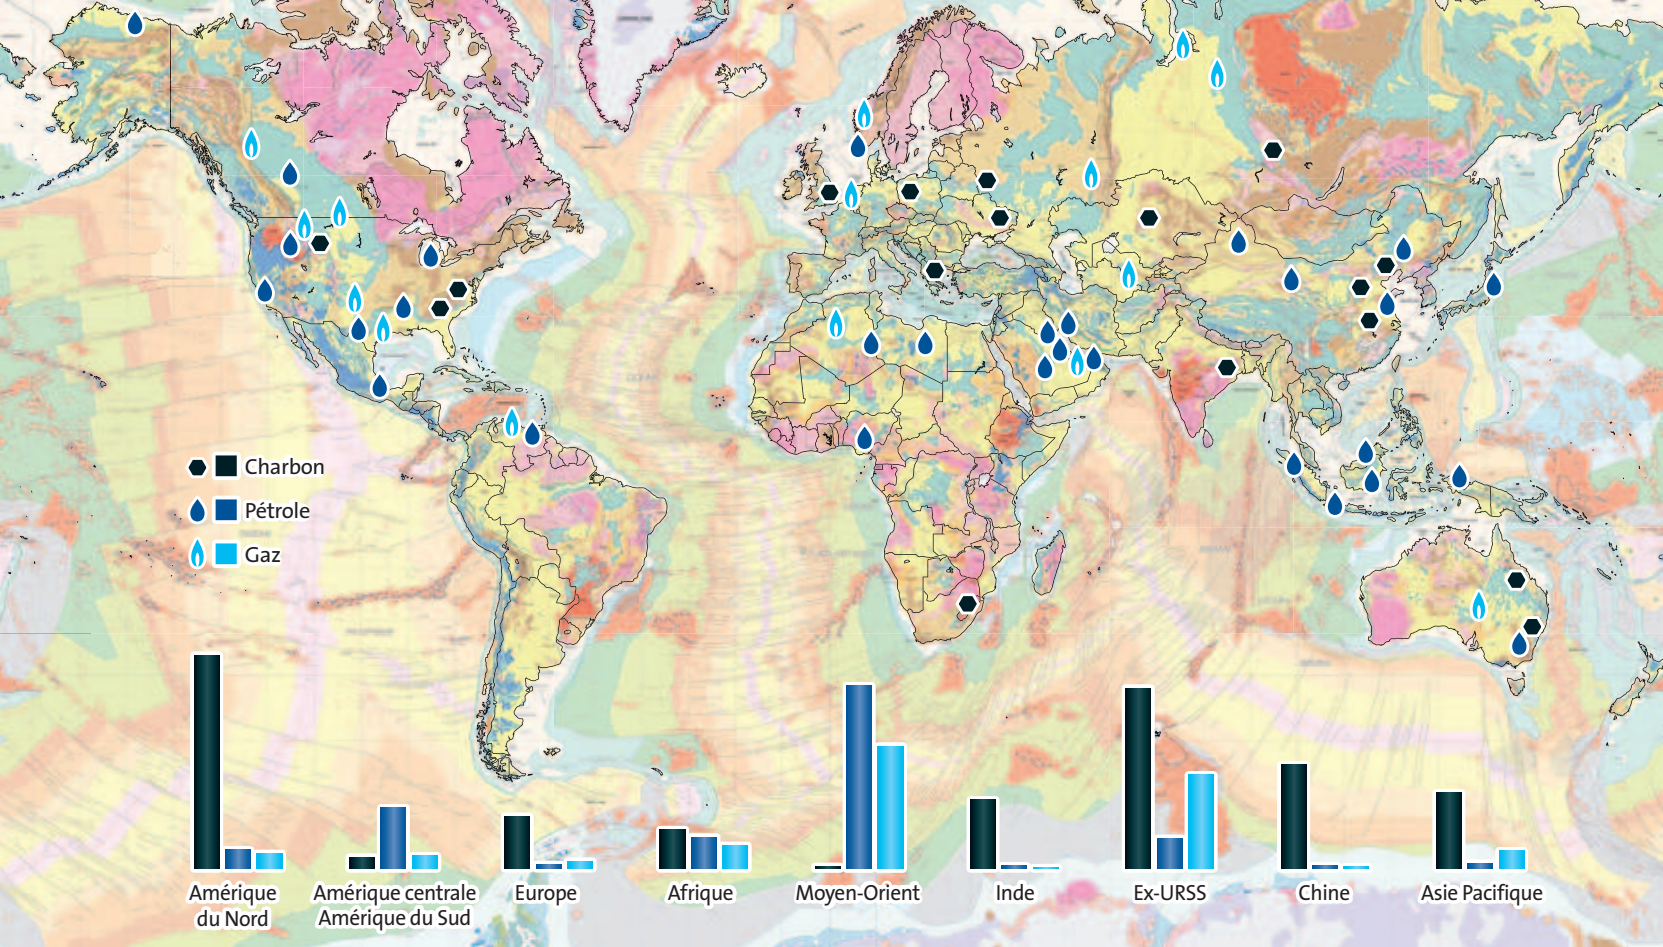 Charbon
Pétrole
Gaz
Amérique
du Nord
Amérique centrale
Amérique du Sud
Europe
Afrique
Moyen-Orient
Inde
Ex-URSS
Chine
Asie Pacifique